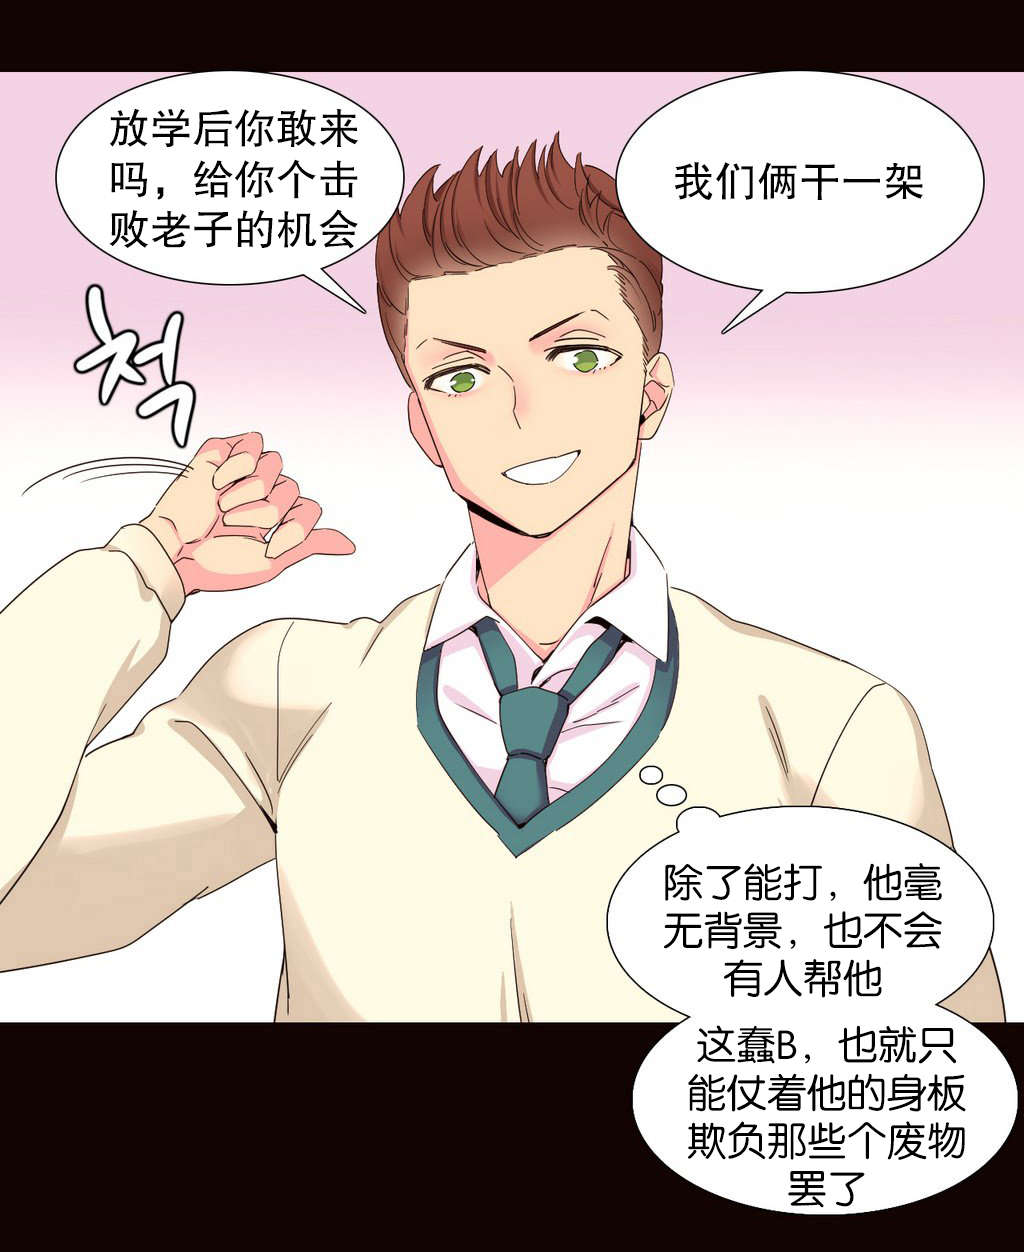 放学后你敢来
吗，给你个击
败老子的机会
我们俩干一架
척
除了能打，他毫
无背景，也不会
有人帮他
这蠢B，也就只
能仗着他的身板
欺负那些个废物
罢了